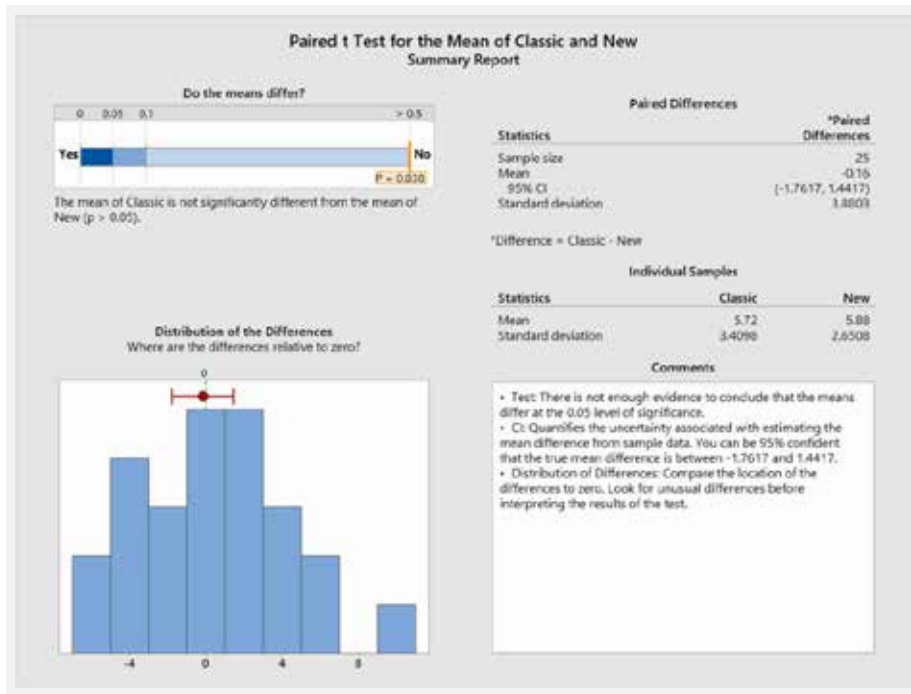 Paired t Test for the Mean of Classic and New
Summary Report
Do the means differ?
0 0.05 0.1 > 0.5
Yes No
P = 0.838
The mean of Classic is not significantly different from the mean of
New (p > 0.05).
Paired Differences
*Paired
Statistics Differences
Sample size 25
Mean -0.16
95% CI (-1.7617, 1.4417)
Standard deviation 3.8803
*Difference = Classic - New
Individual Samples
Statistics Classic New
Mean 5.72 5.88
Standard deviation 3.4098 2.6508
Distribution of the Differences
Where are the differences relative to zero?
0
-4 0 4 8
Comments
• Test: There is not enough evidence to conclude that the means
differ at the 0.05 level of significance.
• CI: Quantifies the uncertainty associated with estimating the
mean difference from sample data. You can be 95% confident
that the true mean difference is between -1.7617 and 1.4417.
• Distribution of Differences: Compare the location of the
differences to zero. Look for unusual differences before
interpreting the results of the test.